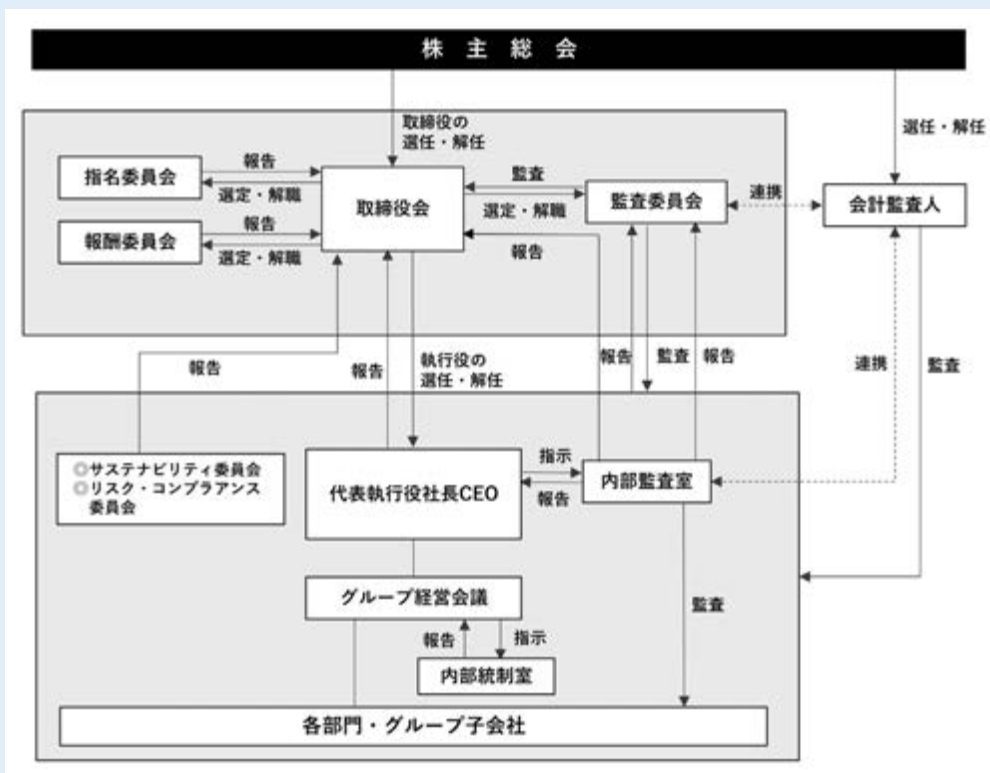 株主総会
取締役の
選任・解任
選任・解任
指名委員会
報告
選定・解職
取締役会
監査
選定・解職
監査委員会
連携
会計監査人
報酬委員会
報告
選定・解職
報告
報告
報告
執行役の
選任・解任
報告
監査
報告
連携
監査
◎サステナビリティ委員会
◎リスク・コンプラアンス
委員会
代表執行役社長CEO
指示
報告
内部監査室
グループ経営会議
監査
報告
指示
内部統制室
各部門・グループ子会社